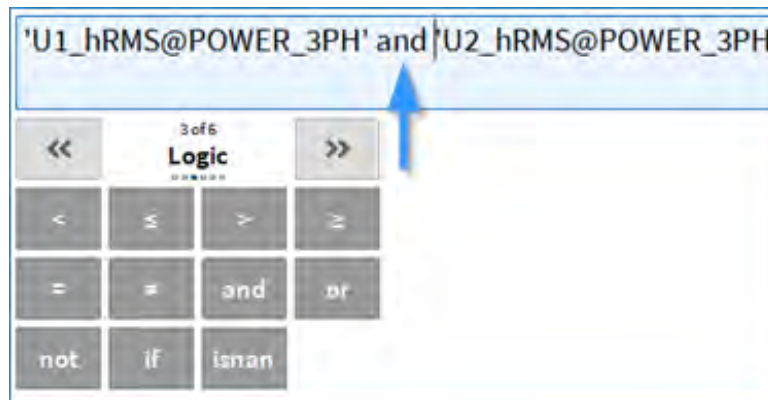 'U1_hRMS@POWER_3PH' and 'U2_hRMS@POWER_3PH
3 of 6
« Logic »
< ≤ > ≥
= ≠ and or
not if isnan